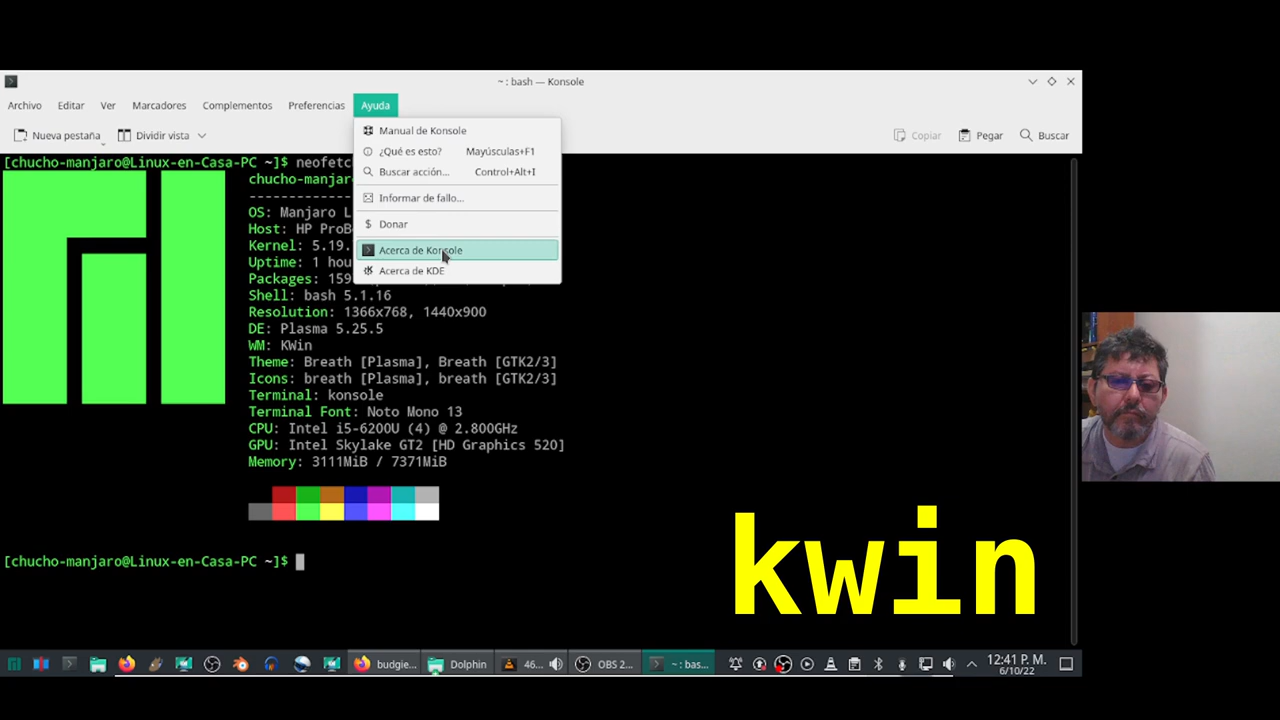 ~ : bash — Konsole
Archivo Editar Ver Marcadores Complementos Preferencias Ayuda
Nueva pestaña Dividir vista Copiar Pegar Buscar
Manual de Konsole
¿Qué es esto? Mayúsculas+F1
Buscar acción... Control+Alt+I
Informar de fallo...
Donar
Acerca de Konsole
Acerca de KDE
[chucho-manjaro@Linux-en-Casa-PC ~]$ neofetc
chucho-manjar
-------------
OS: Manjaro L
Host: HP ProB
Kernel: 5.19.
Uptime: 1 hou
Packages: 159
Shell: bash 5.1.16
Resolution: 1366x768, 1440x900
DE: Plasma 5.25.5
WM: KWin
Theme: Breath [Plasma], Breath [GTK2/3]
Icons: breath [Plasma], breath [GTK2/3]
Terminal: konsole
Terminal Font: Noto Mono 13
CPU: Intel i5-6200U (4) @ 2.800GHz
GPU: Intel Skylake GT2 [HD Graphics 520]
Memory: 3111MiB / 7371MiB
[chucho-manjaro@Linux-en-Casa-PC ~]$
kwin
budgie... Dolphin 46... OBS 2... ~ : bas... 12:41 P. M.
6/10/22